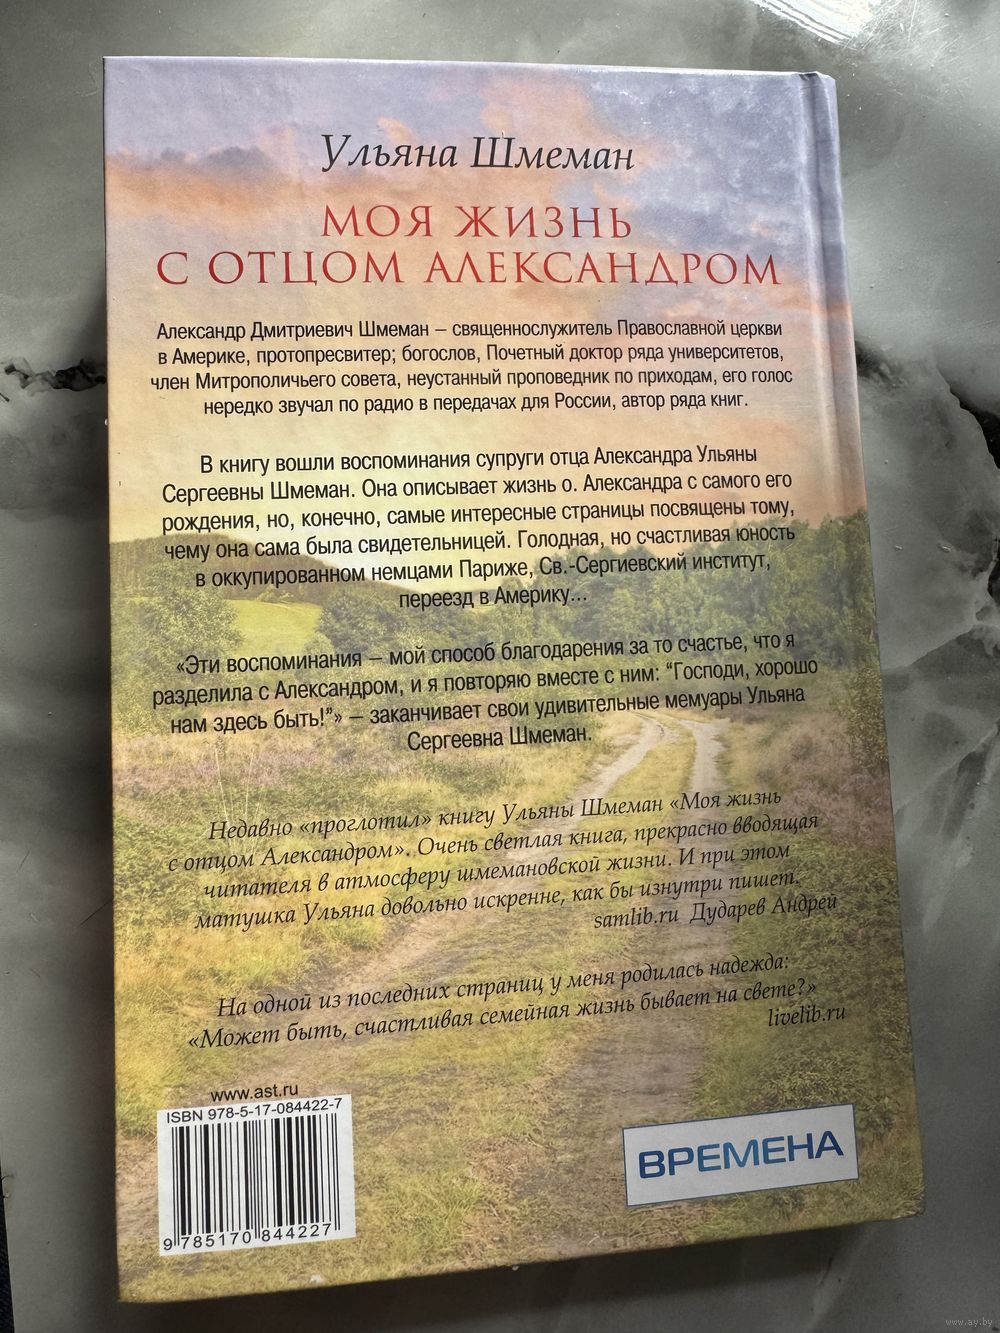 Ульяна Шмеман
МОЯ ЖИЗНЬ
С ОТЦОМ АЛЕКСАНДРОМ
Александр Дмитриевич Шмеман – священнослужитель Православной церкви
в Америке, протопресвитер; богослов, Почетный доктор ряда университетов,
член Митрополичьего совета, неустанный проповедник по приходам, его голос
нередко звучал по радио в передачах для России, автор ряда книг.
В книгу вошли воспоминания супруги отца Александра Ульяны
Сергеевны Шмеман. Она описывает жизнь о. Александра с самого его
рождения, но, конечно, самые интересные страницы посвящены тому,
чему она сама была свидетельницей. Голодная, но счастливая юность
в оккупированном немцами Париже, Св.-Сергиевский институт,
переезд в Америку...
«Эти воспоминания – мой способ благодарения за то счастье, что я
разделила с Александром, и я повторяю вместе с ним: “Господи, хорошо
нам здесь быть!”» – заканчивает свои удивительные мемуары Ульяна
Сергеевна Шмеман.
Недавно «проглотил» книгу Ульяны Шмеман «Моя жизнь
с отцом Александром». Очень светлая книга, прекрасно вводящая
читателя в атмосферу шмемановской жизни. И при этом
матушка Ульяна довольно искренне, как бы изнутри пишет.
samlib.ru Дударев Андрей
На одной из последних страниц у меня родилась надежда:
«Может быть, счастливая семейная жизнь бывает на свете?»
livelib.ru
www.ast.ru
ISBN 978-5-17-084422-7
9 785170 844227
ВРЕМЕНА
www.ay.by